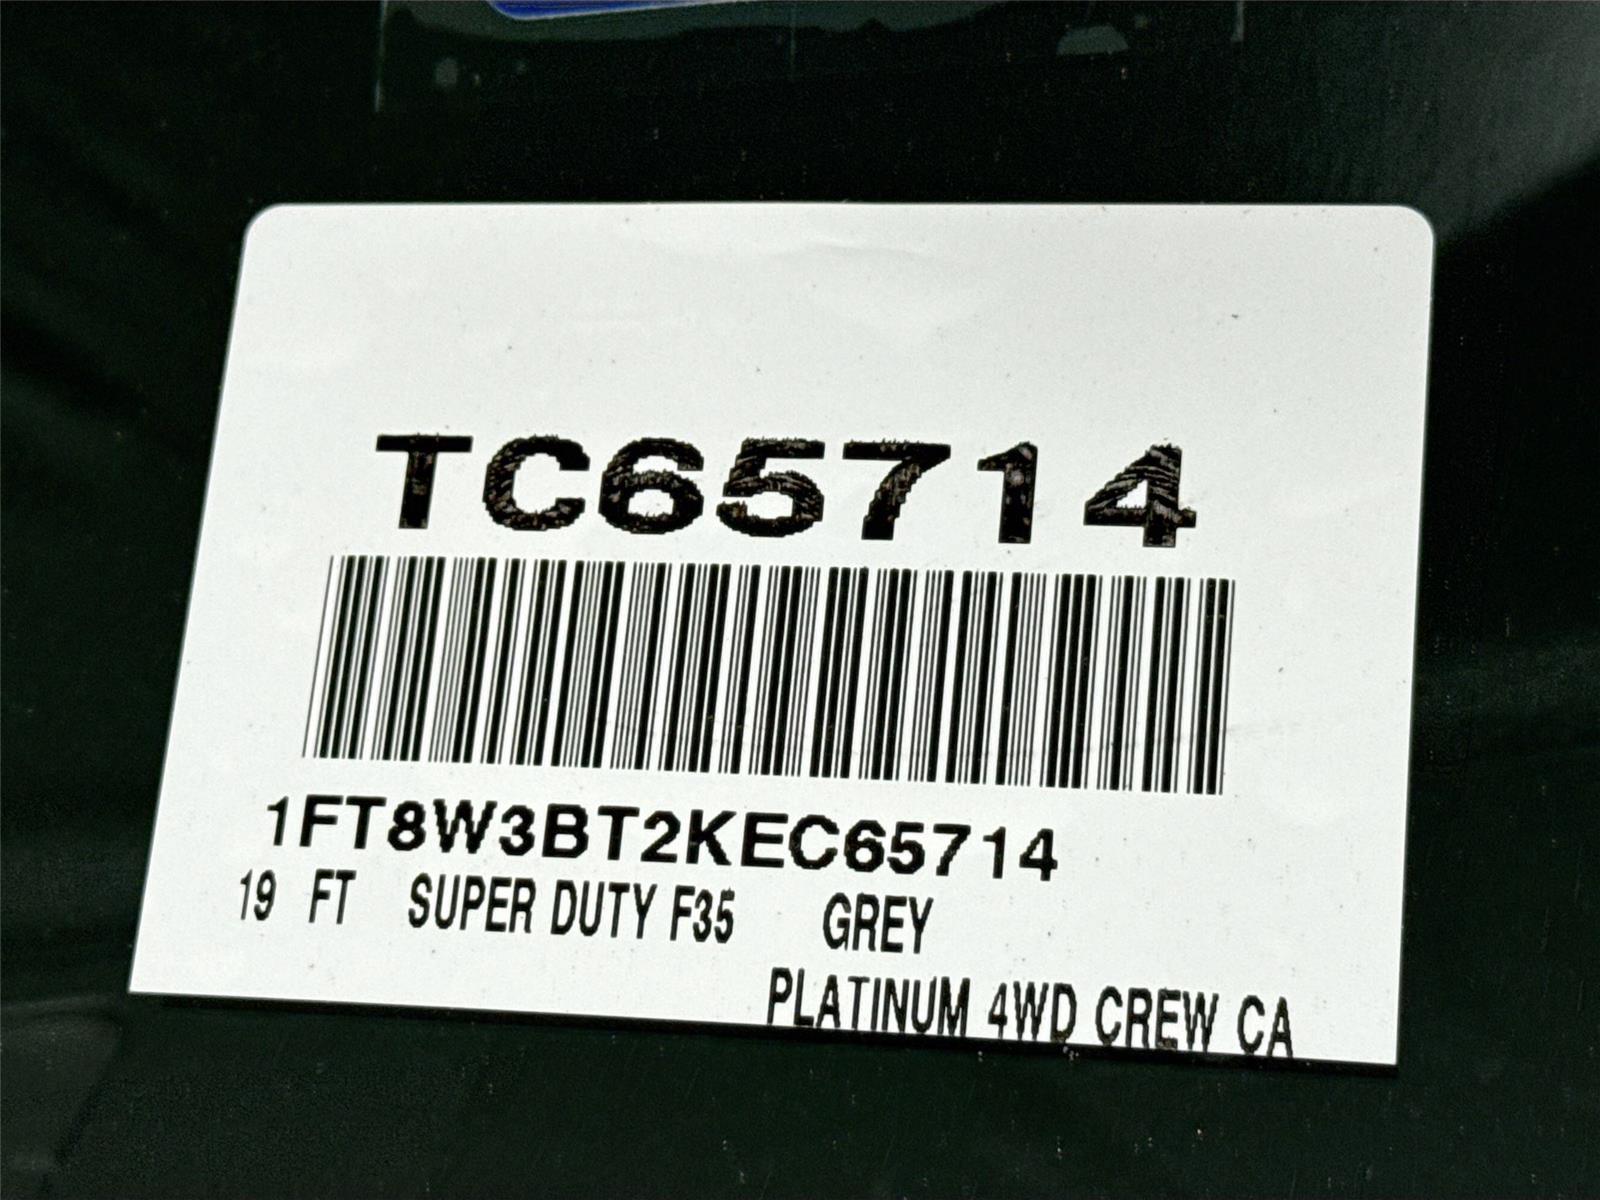 TC65714
1FT8W3BT2KEC65714
19 FT SUPER DUTY F35 GREY
PLATINUM 4WD CREW CA